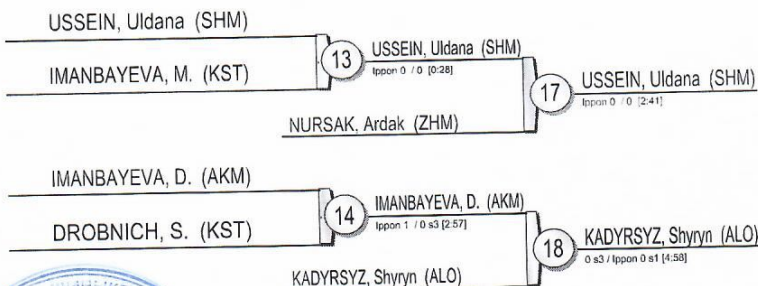 USSEIN, Uldana (SHM)
13
USSEIN, Uldana (SHM)
Ippon 0 / 0 [0:28]
IMANBAYEVA, M. (KST)
17
USSEIN, Uldana (SHM)
Ippon 0 / 0 [2:41]
NURSAK, Ardak (ZHM)
IMANBAYEVA, D. (AKM)
14
IMANBAYEVA, D. (AKM)
Ippon 1 / 0 s3 [2:57]
DROBNICH, S. (KST)
18
KADYRSYZ, Shyryn (ALO)
0 s3 / Ippon 0 s1 [4:58]
KADYRSYZ, Shyryn (ALO)